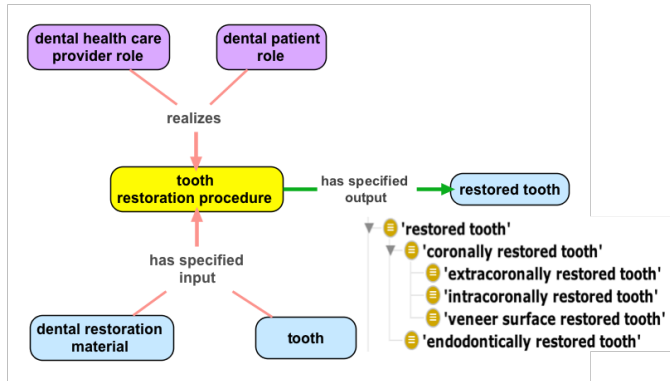 dental health care
provider role
dental patient
role
realizes
tooth
restoration procedure
has specified
output
restored tooth
has specified
input
dental restoration
material
tooth
'restored tooth'
'coronally restored tooth'
'extracoronally restored tooth'
'intracoronally restored tooth'
'veneer surface restored tooth'
'endodontically restored tooth'